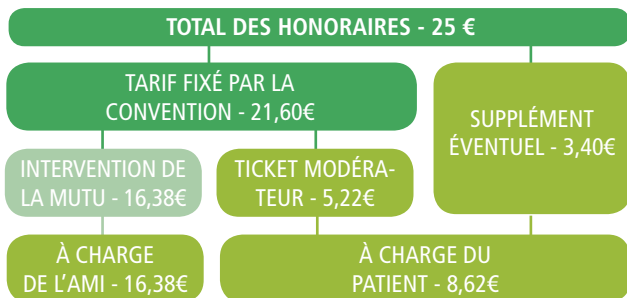 TOTAL DES HONORAIRES - 25 €
TARIF FIXÉ PAR LA
CONVENTION - 21,60€
SUPPLÉMENT
ÉVENTUEL - 3,40€
INTERVENTION DE
LA MUTU - 16,38€
TICKET MODÉRA-
TEUR - 5,22€
À CHARGE
DE L'AMI - 16,38€
À CHARGE DU
PATIENT - 8,62€